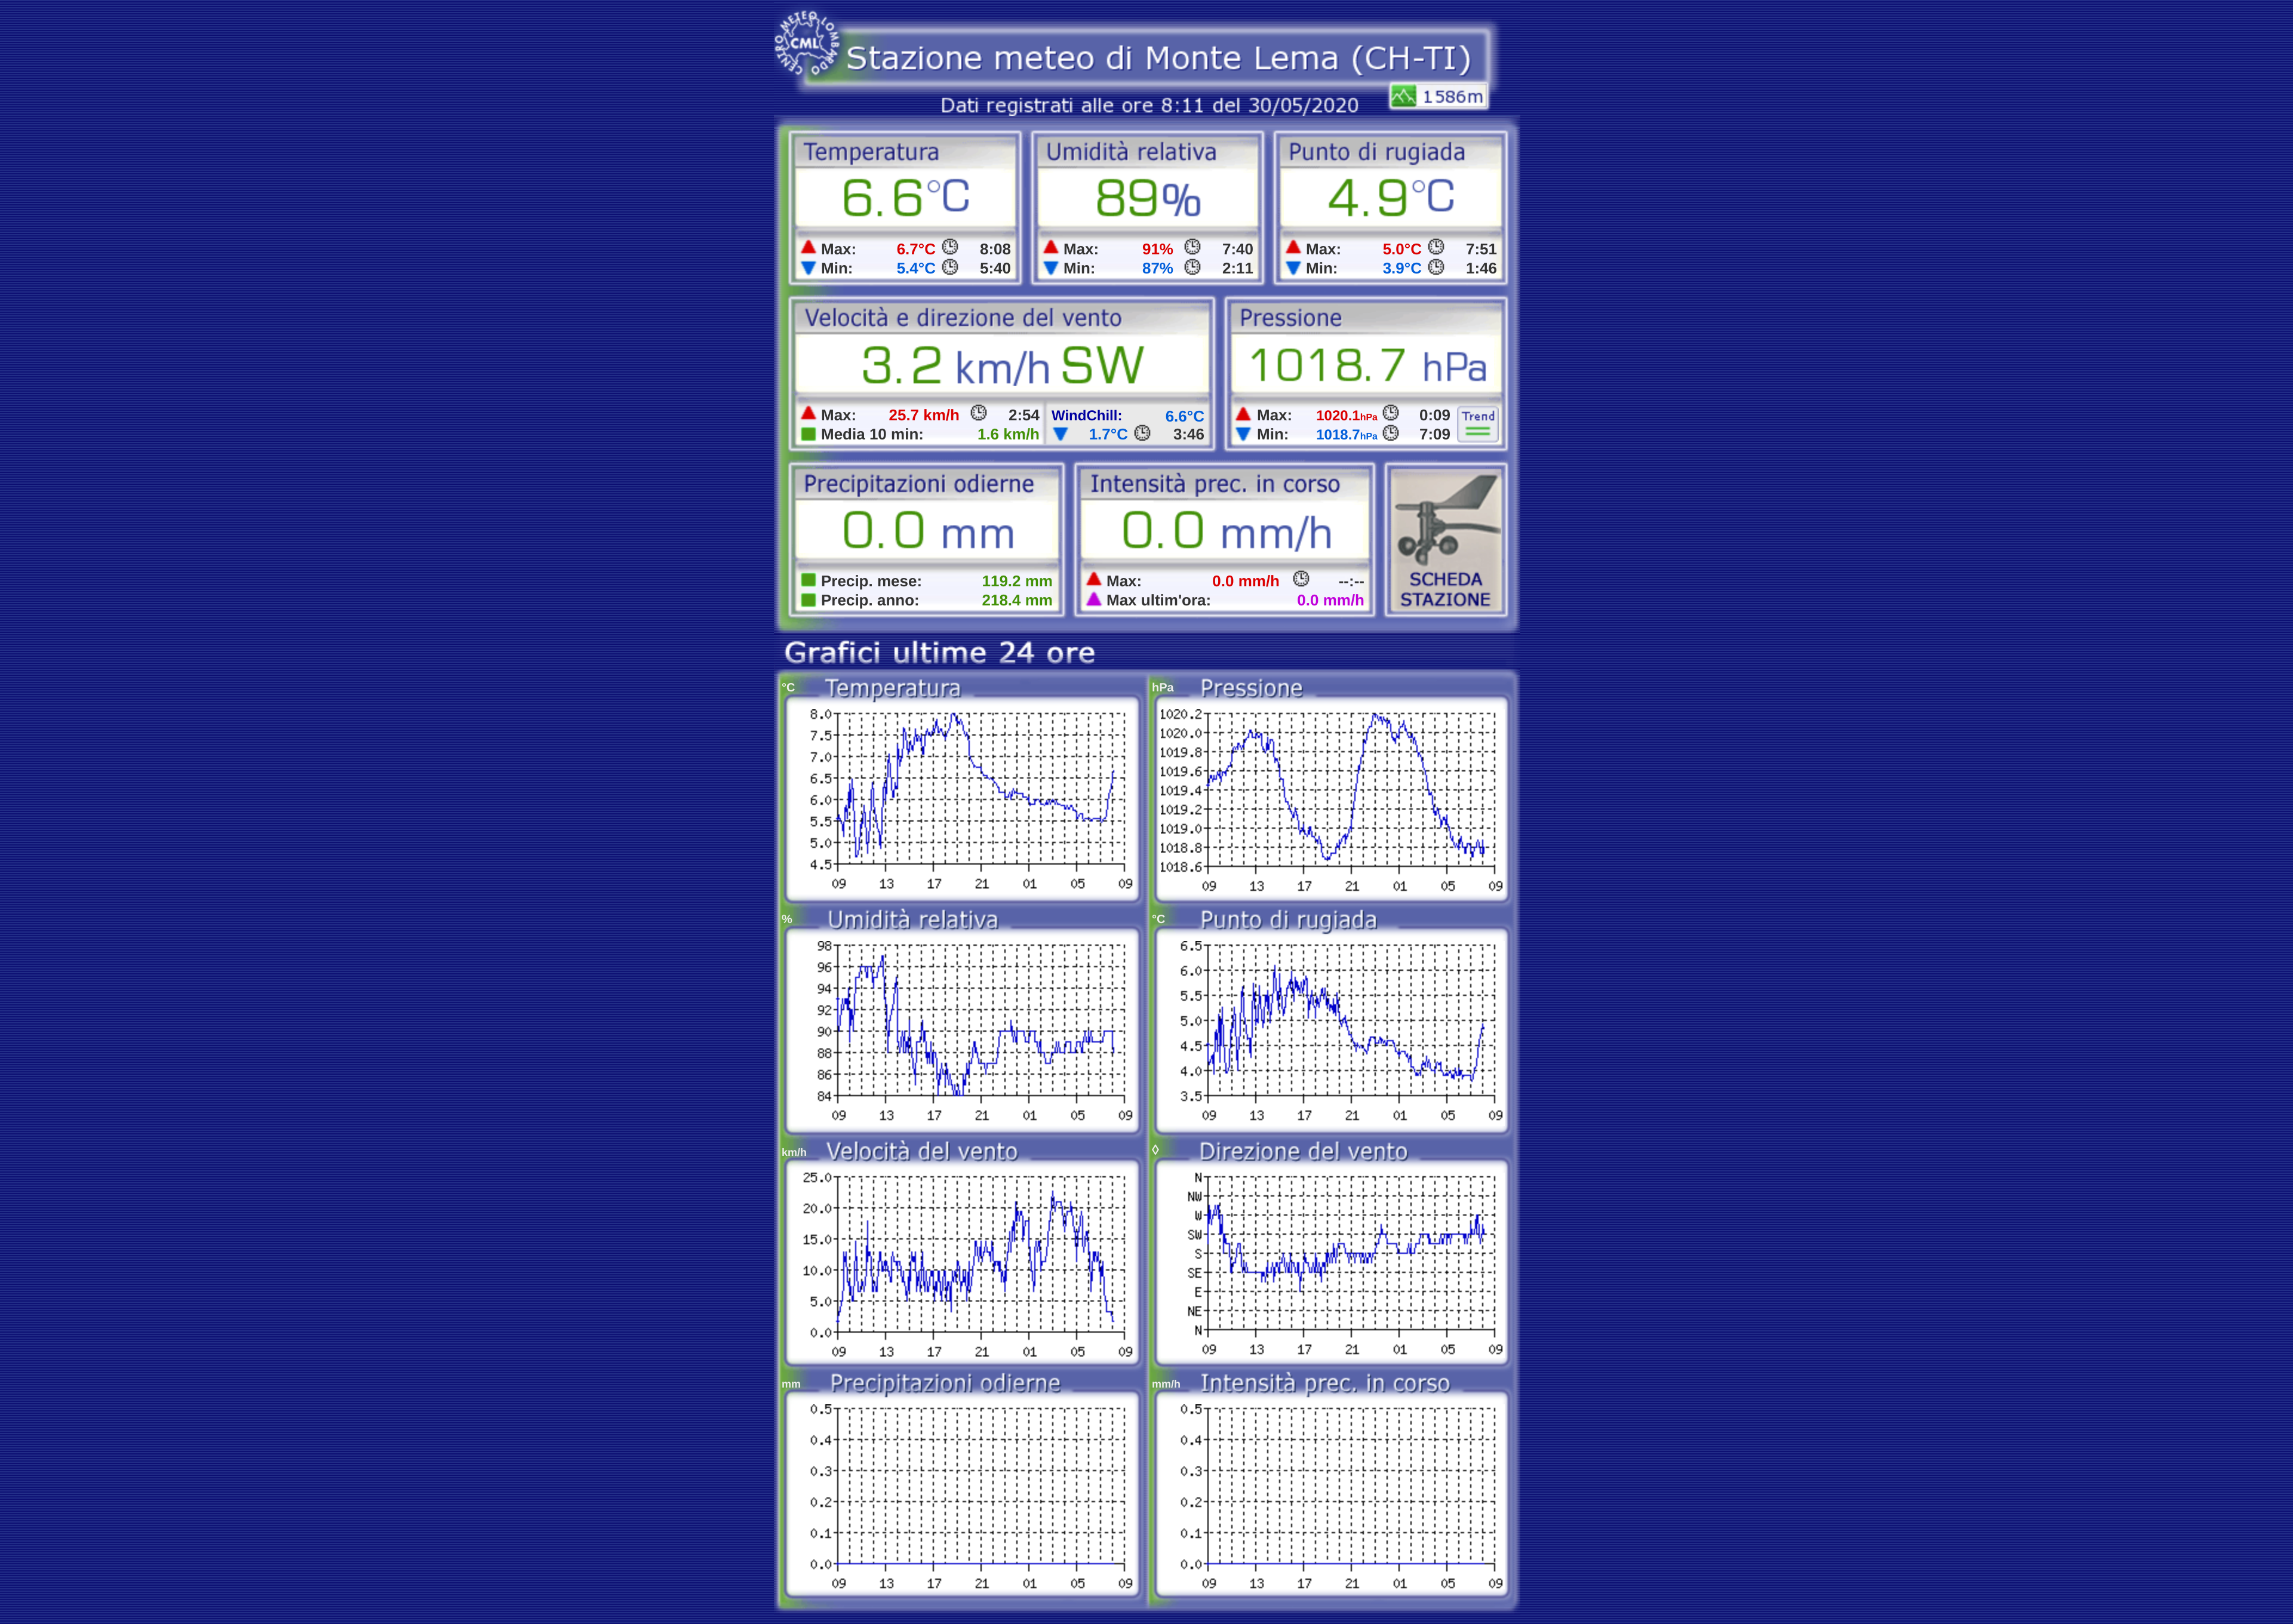 CENTRO METEO LOMBARDO
CML
Stazione meteo di Monte Lema (CH-TI)
Dati registrati alle ore 8:11 del 30/05/2020
1586m
Temperatura
6.6°C
Max: 6.7°C 8:08
Min: 5.4°C 5:40
Umidità relativa
89%
Max: 91% 7:40
Min: 87% 2:11
Punto di rugiada
4.9°C
Max: 5.0°C 7:51
Min: 3.9°C 1:46
Velocità e direzione del vento
3.2 km/h SW
Max: 25.7 km/h 2:54
Media 10 min: 1.6 km/h
WindChill: 6.6°C
1.7°C 3:46
Pressione
1018.7 hPa
Max: 1020.1hPa 0:09
Min: 1018.7hPa 7:09
Trend
Precipitazioni odierne
0.0 mm
Precip. mese: 119.2 mm
Precip. anno: 218.4 mm
Intensità prec. in corso
0.0 mm/h
Max: 0.0 mm/h --:--
Max ultim'ora: 0.0 mm/h
SCHEDA
STAZIONE
Grafici ultime 24 ore
°C Temperatura
8.0
7.5
7.0
6.5
6.0
5.5
5.0
4.5
09 13 17 21 01 05 09
hPa Pressione
1020.2
1020.0
1019.8
1019.6
1019.4
1019.2
1019.0
1018.8
1018.6
09 13 17 21 01 05 09
% Umidità relativa
98
96
94
92
90
88
86
84
09 13 17 21 01 05 09
°C Punto di rugiada
6.5
6.0
5.5
5.0
4.5
4.0
3.5
09 13 17 21 01 05 09
km/h Velocità del vento
25.0
20.0
15.0
10.0
5.0
0.0
09 13 17 21 01 05 09
◊ Direzione del vento
N
NW
W
SW
S
SE
E
NE
N
09 13 17 21 01 05 09
mm Precipitazioni odierne
0.5
0.4
0.3
0.2
0.1
0.0
09 13 17 21 01 05 09
mm/h Intensità prec. in corso
0.5
0.4
0.3
0.2
0.1
0.0
09 13 17 21 01 05 09